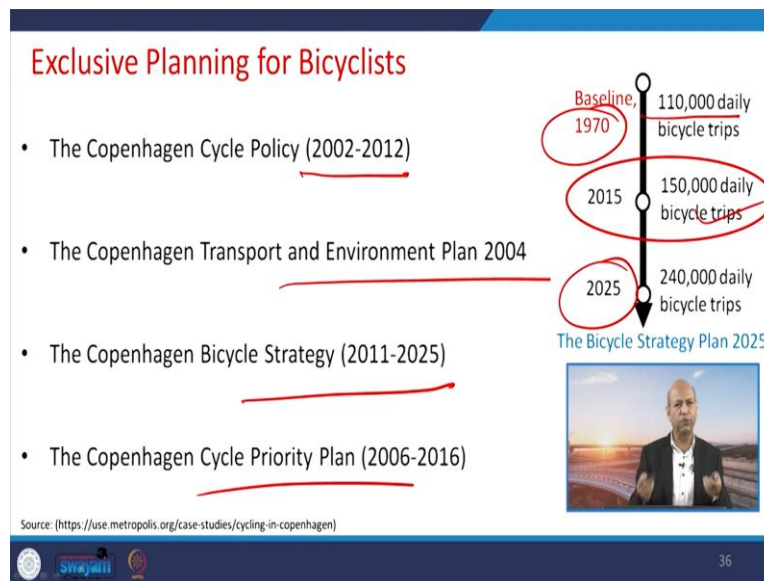 Exclusive Planning for Bicyclists
• The Copenhagen Cycle Policy (2002-2012)
• The Copenhagen Transport and Environment Plan 2004
• The Copenhagen Bicycle Strategy (2011-2025)
• The Copenhagen Cycle Priority Plan (2006-2016)
Source: (https://use.metropolis.org/case-studies/cycling-in-copenhagen)
Baseline,
1970
110,000 daily
bicycle trips
2015
150,000 daily
bicycle trips
2025
240,000 daily
bicycle trips
The Bicycle Strategy Plan 2025
swayam
36